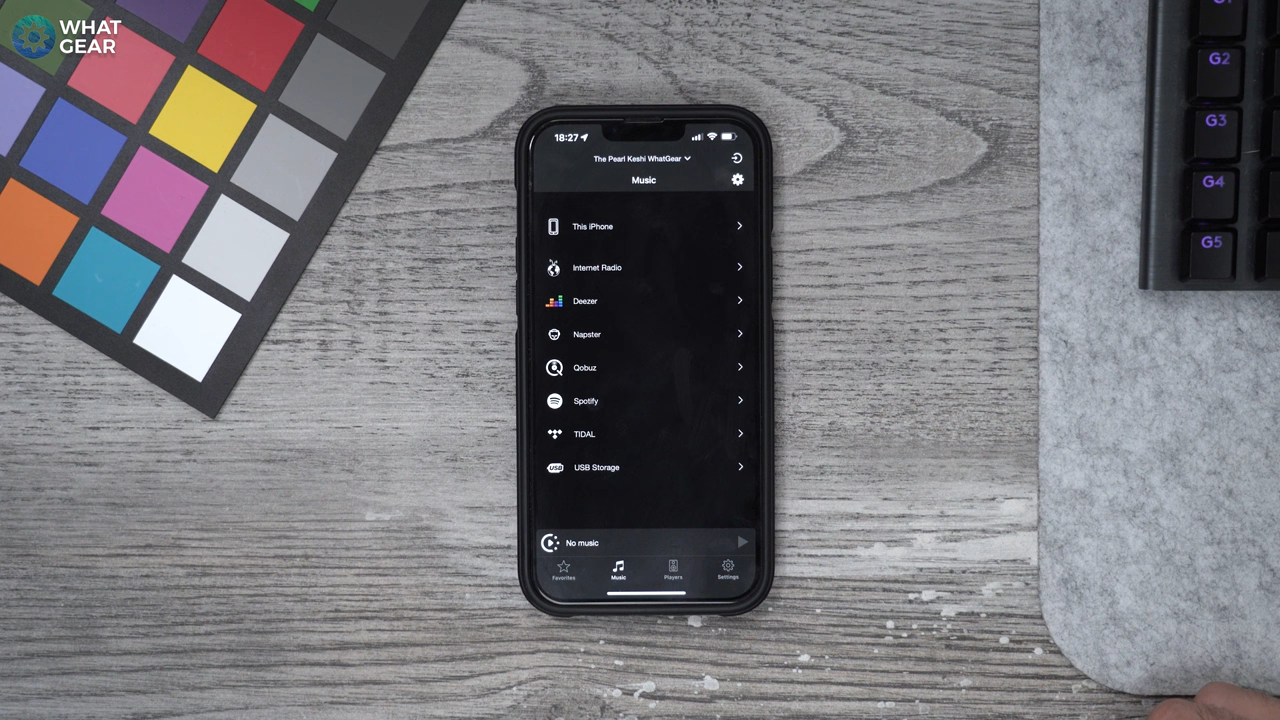 WHAT
GEAR
18:27
The Pearl Keshi WhatGear
Music
This iPhone
Internet Radio
Deezer
Napster
Qobuz
Spotify
TIDAL
USB USB Storage
No music
Favorites Music Players Settings
G1
G2
G3
G4
G5